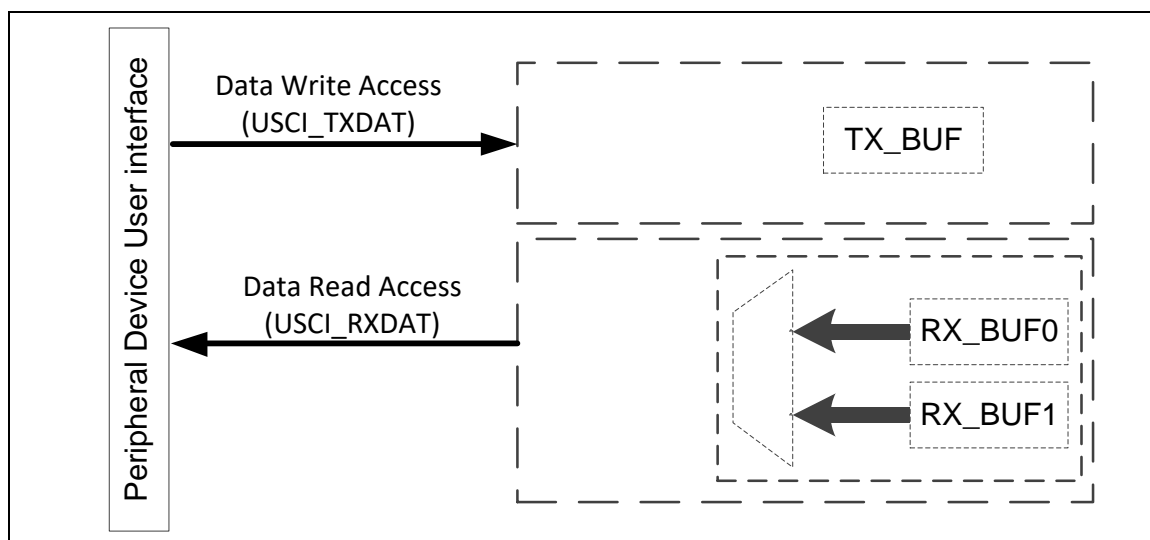 Peripheral Device User interface
Data Write Access
(USCI_TXDAT)
TX_BUF
Data Read Access
(USCI_RXDAT)
RX_BUF0
RX_BUF1